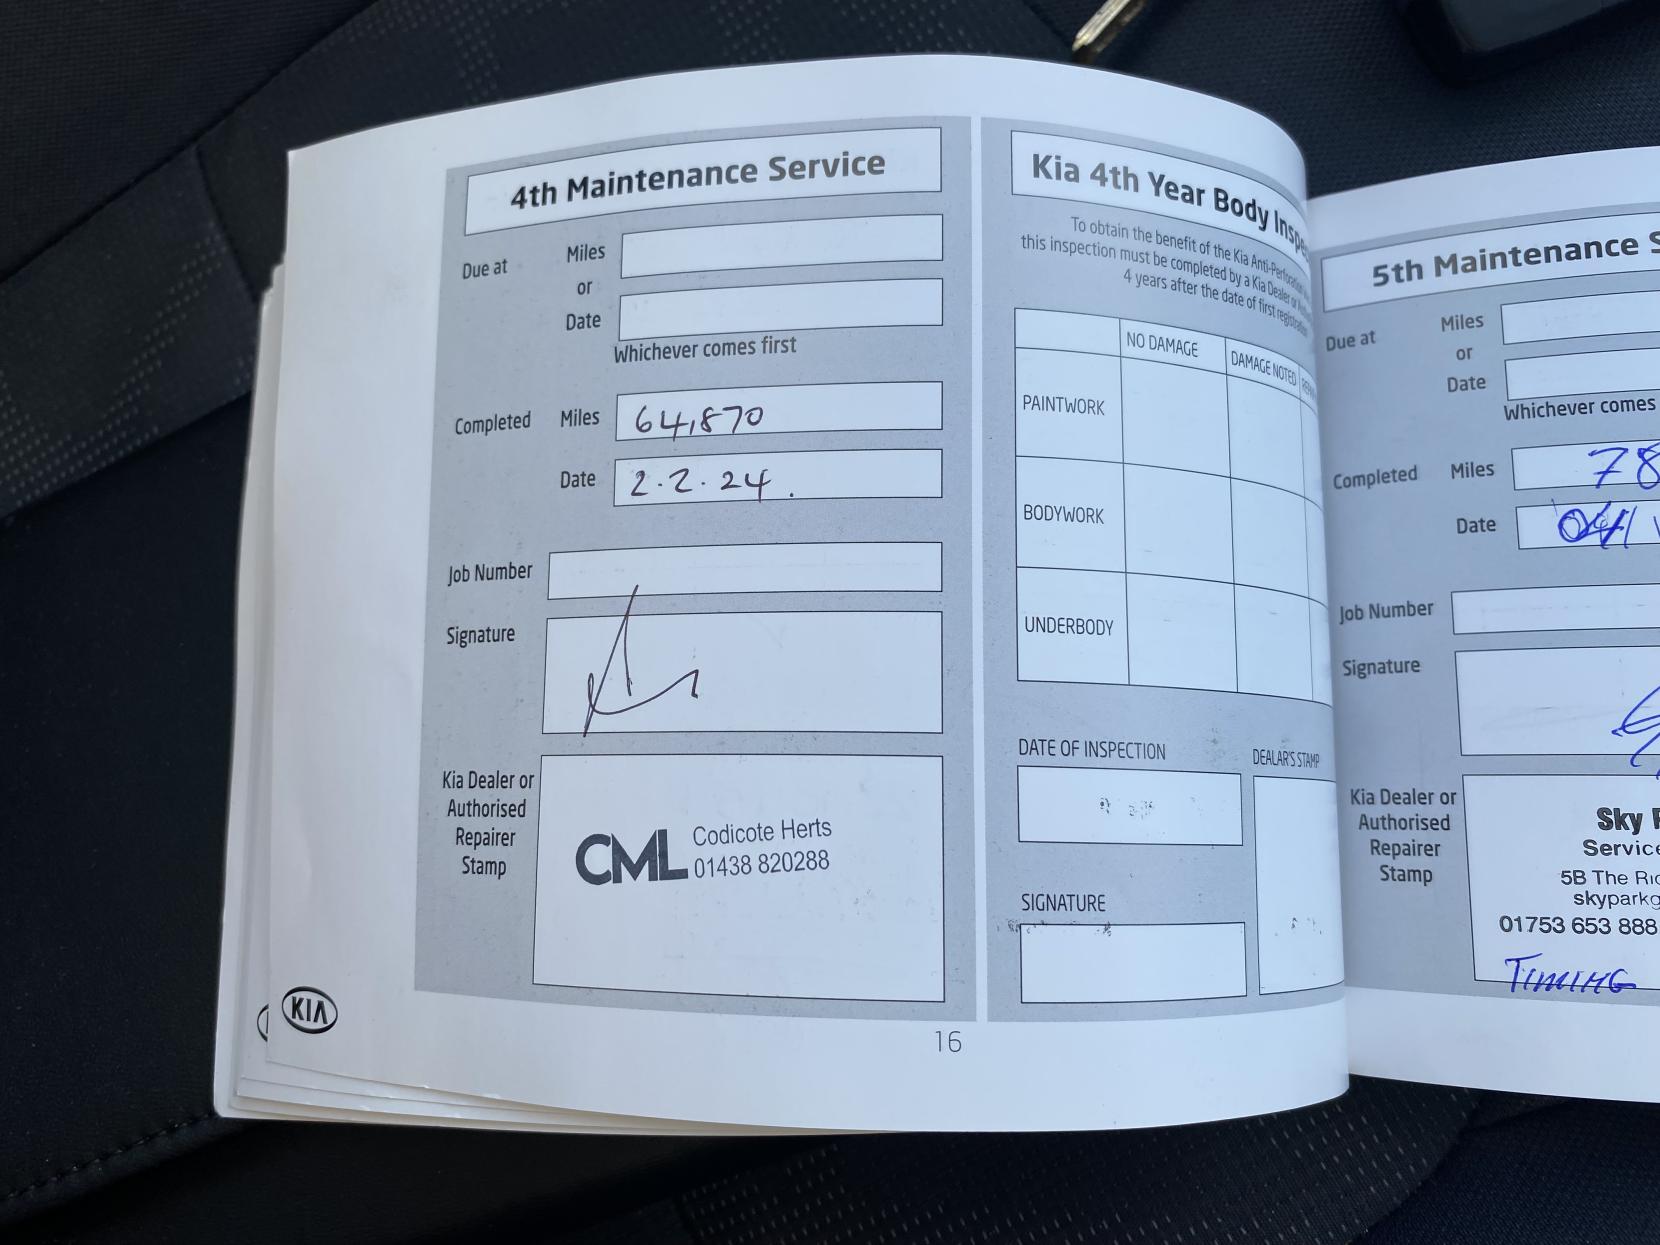 4th Maintenance Service
Due at
Miles
or
Date
Whichever comes first
Completed
Miles 64,870
Date 2.2.24.
Job Number
Signature
Kia Dealer or
Authorised
Repairer
Stamp
CML Codicote Herts
01438 820288
KIA
16
Kia 4th Year Body
To obtain the benefit of the Kia
this inspection must be completed by a Kia Dealer or
4 years after the date of first
NO DAMAGE
DAMAGE NOTED
PAINTWORK
BODYWORK
UNDERBODY
DATE OF INSPECTION
DEALAR'S STAMP
SIGNATURE
5th Maintenance S
Due at
Miles
or
Date
Whichever comes
Completed
Miles 78
Date
Job Number
Signature
Kia Dealer or
Authorised
Repairer
Stamp
Sky
Service
5B The
skyparkg
01753 653 888
TIMING